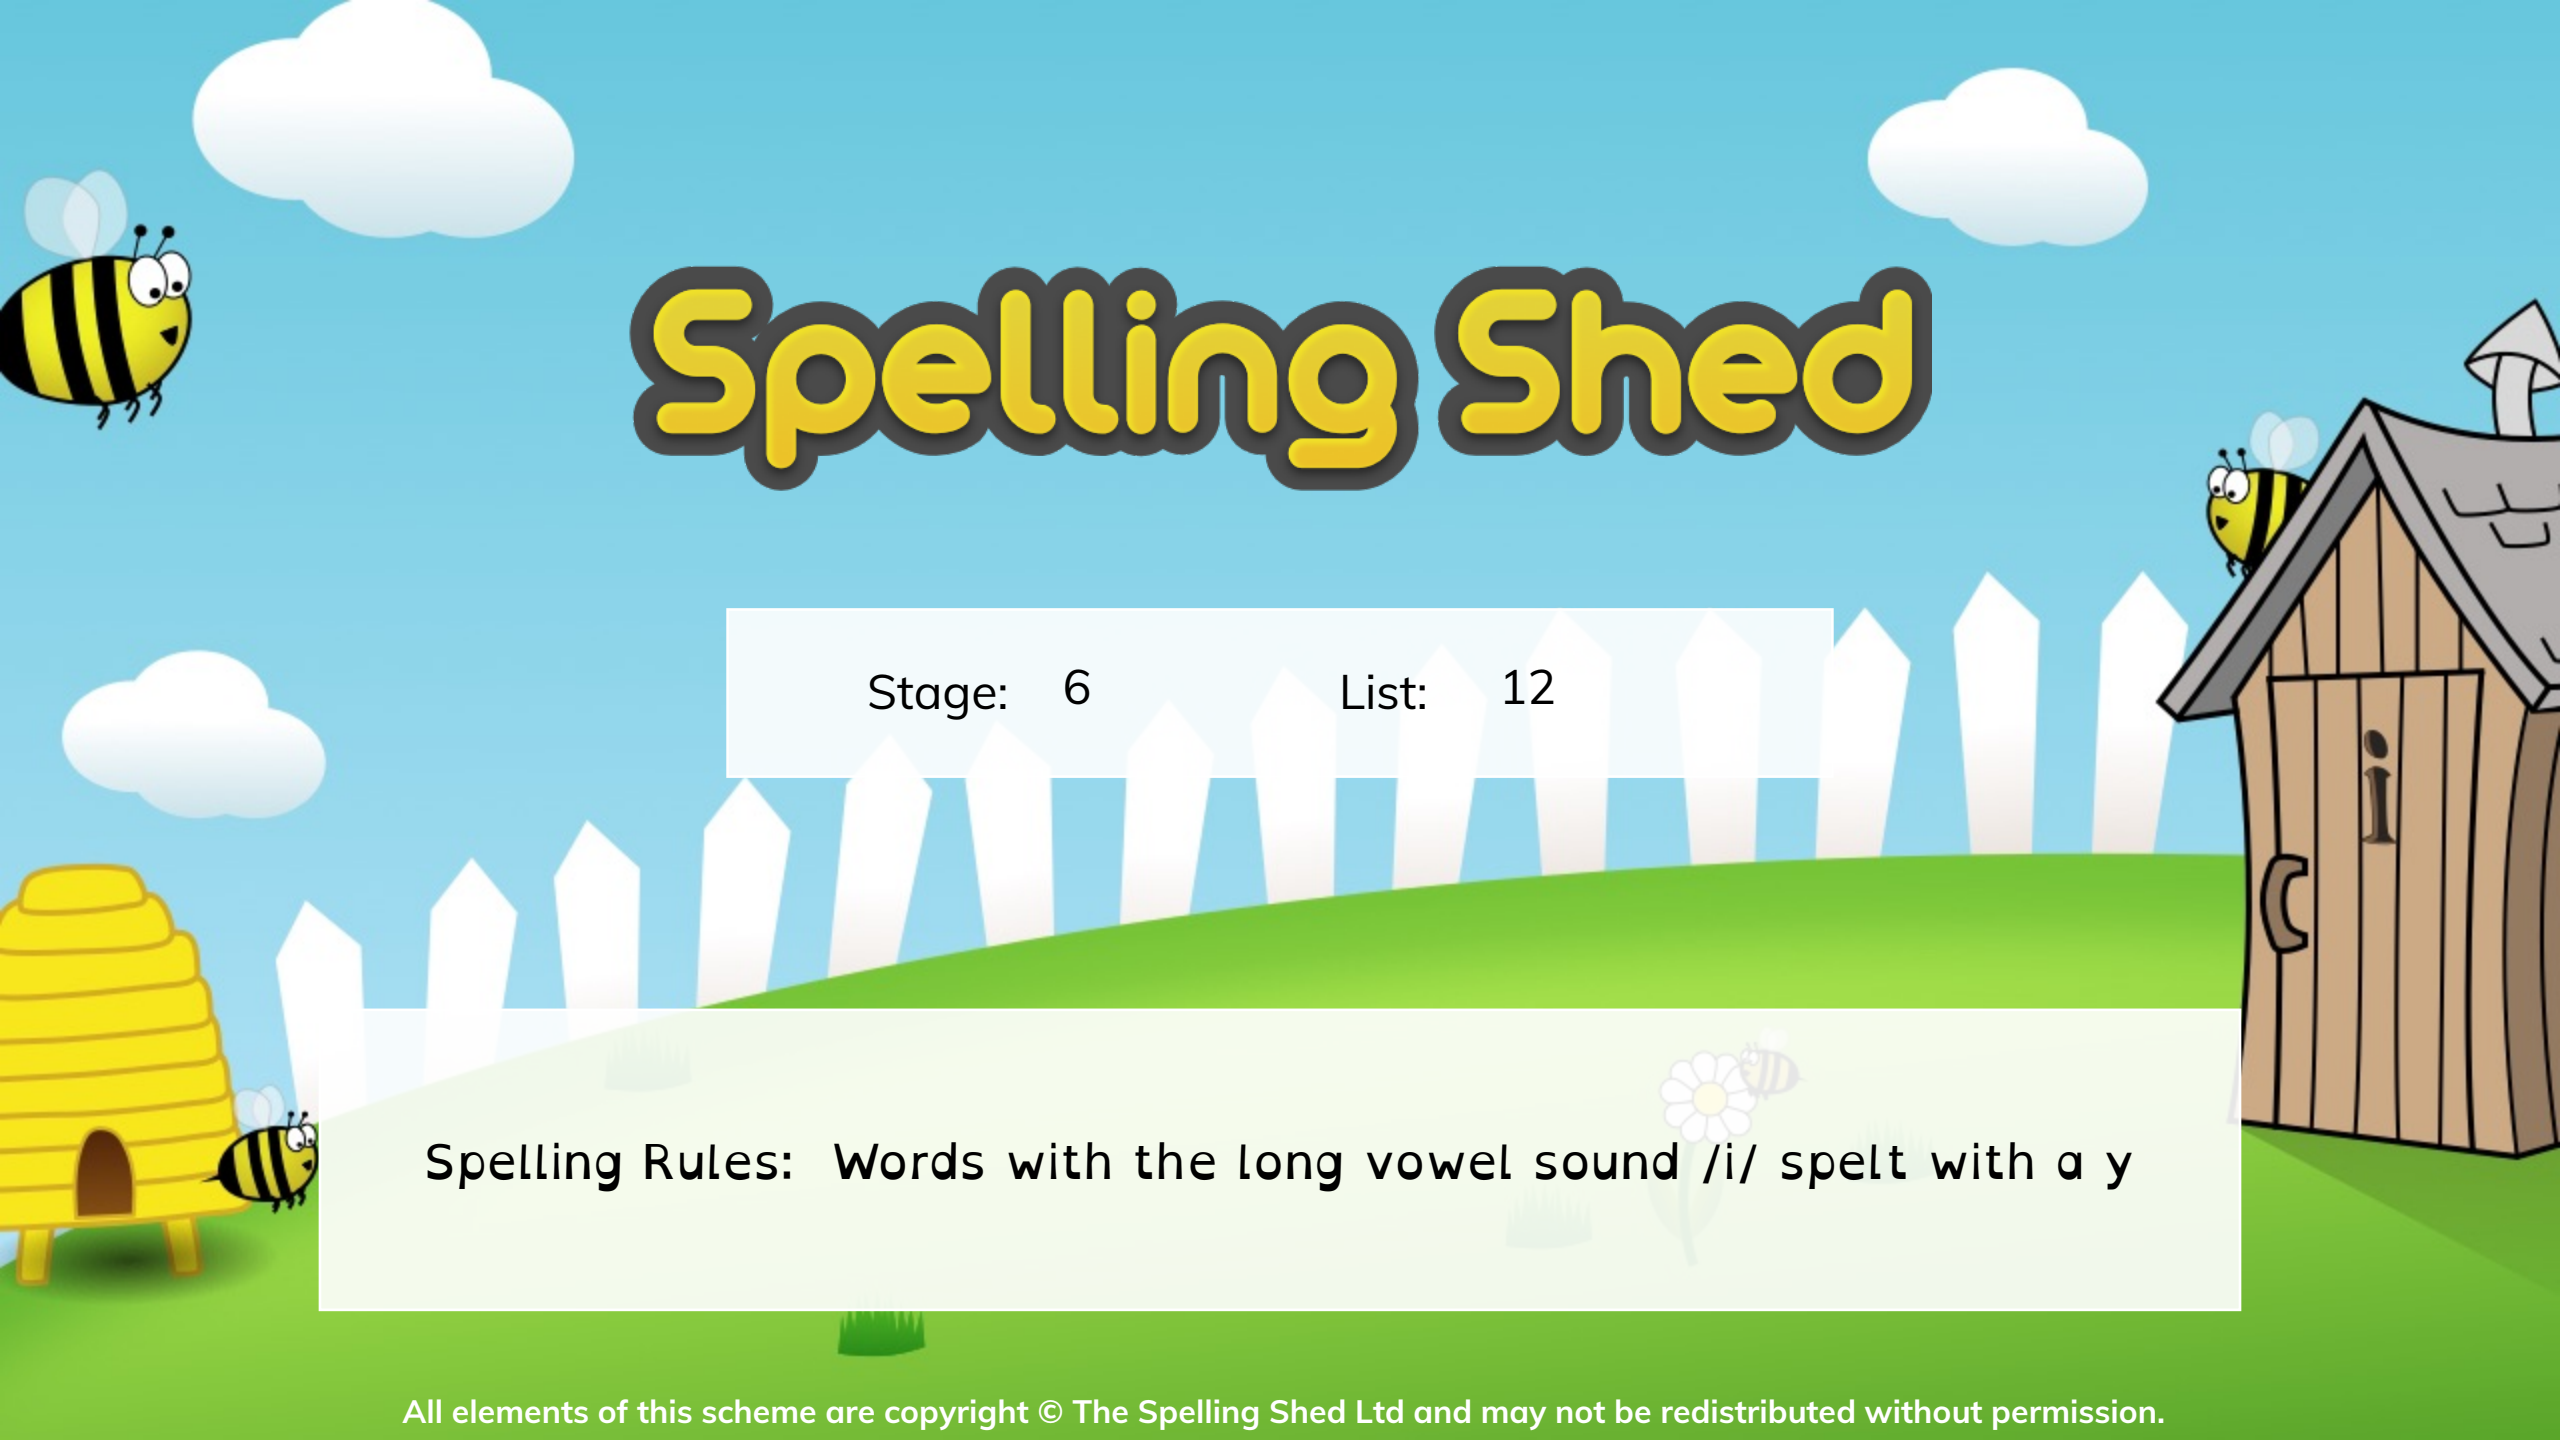 Spelling Shed
Stage: 6 List: 12
i
Spelling Rules: Words with the long vowel sound /i/ spelt with a y
All elements of this scheme are copyright © The Spelling Shed Ltd and may not be redistributed without permission.